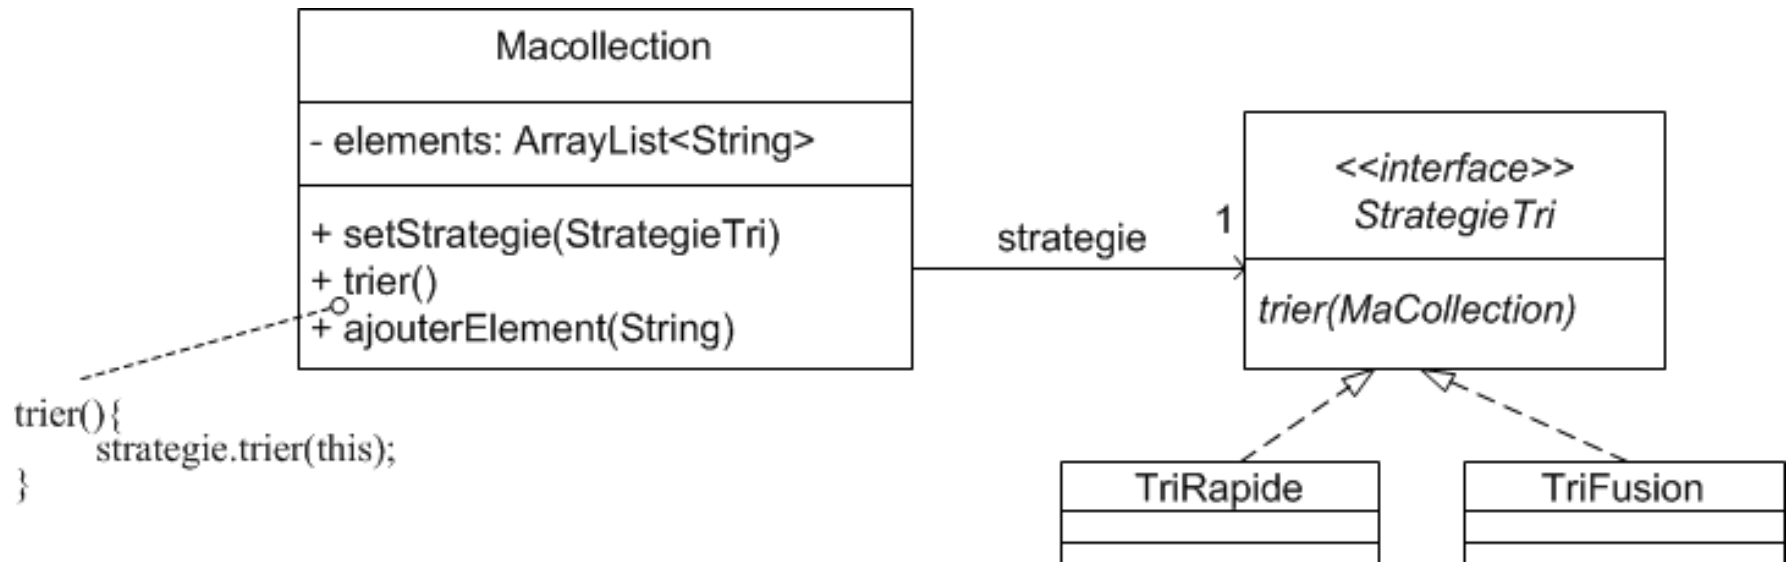 Macollection
- elements: ArrayList<String>
+ setStrategie(StrategieTri)
+ trier()
+ ajouterElement(String)
trier(){
strategie.trier(this);
}
strategie
1
<<interface>>
StrategieTri
trier(MaCollection)
TriRapide
TriFusion